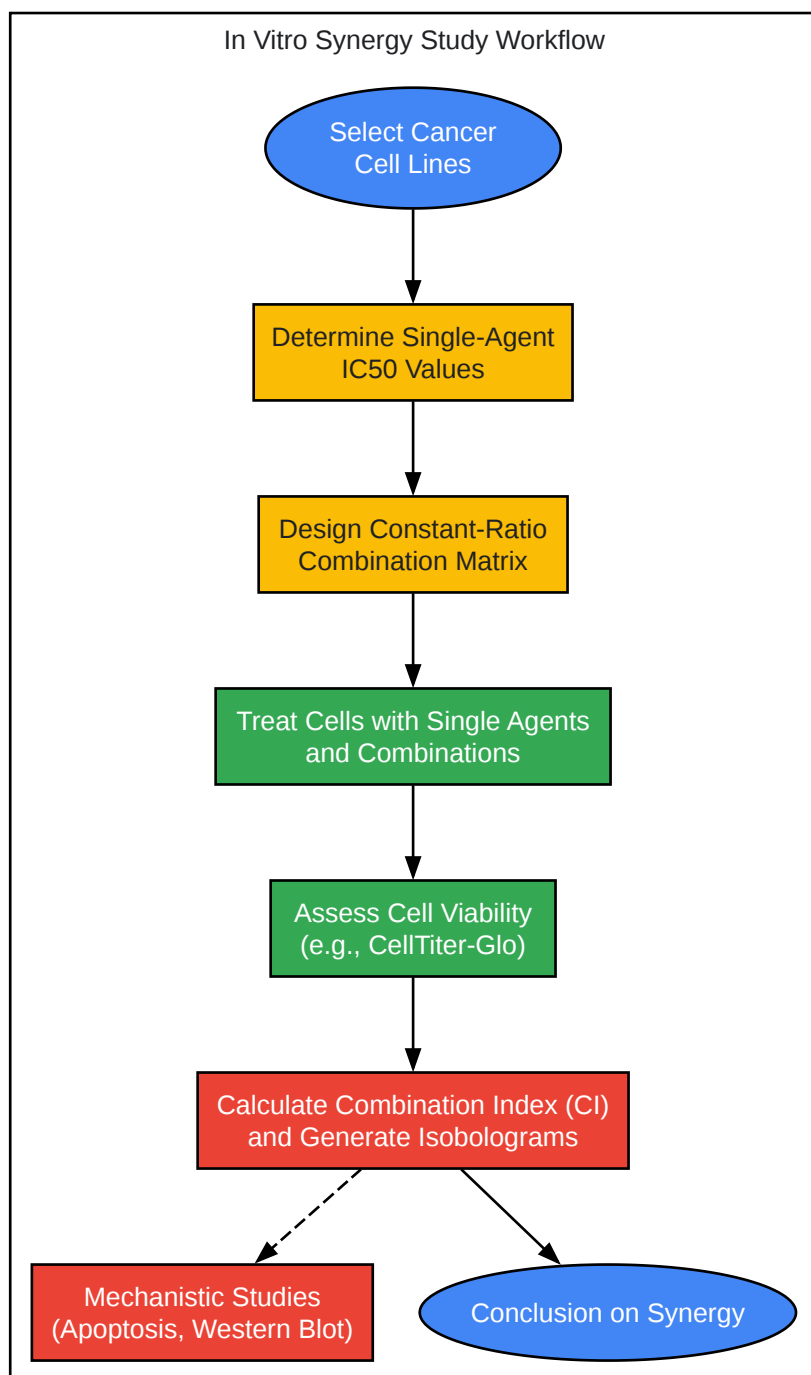 In Vitro Synergy Study Workflow
Select Cancer
Cell Lines
Determine Single-Agent
IC50 Values
Design Constant-Ratio
Combination Matrix
Treat Cells with Single Agents
and Combinations
Assess Cell Viability
(e.g., CellTiter-Glo)
Calculate Combination Index (CI)
and Generate Isobolograms
Mechanistic Studies
(Apoptosis, Western Blot)
Conclusion on Synergy